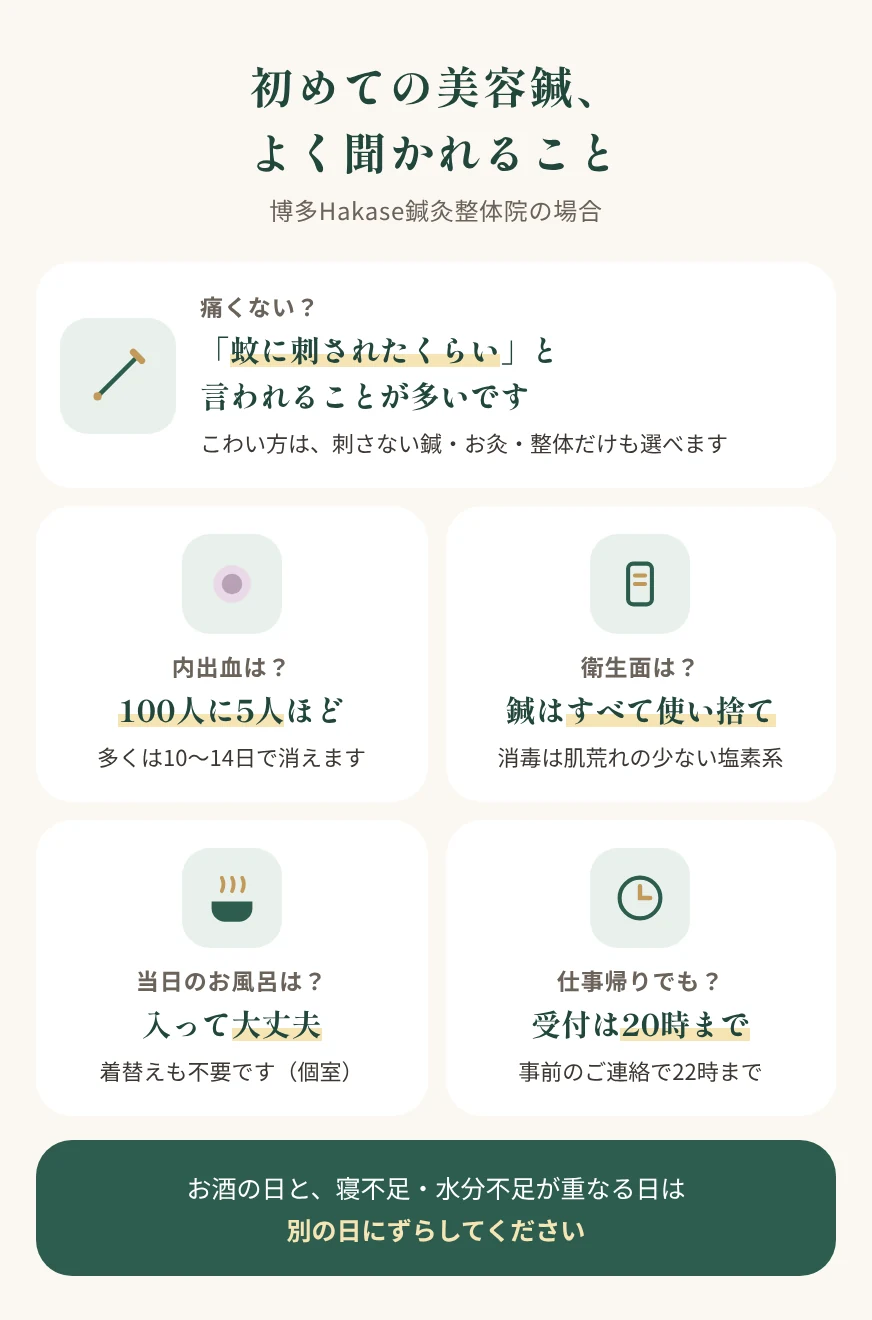 初めての美容鍼、
よく聞かれること
博多Hakase鍼灸整体院の場合
痛くない？
「蚊に刺されたくらい」と
言われることが多いです
こわい方は、刺さない鍼・お灸・整体だけも選べます
内出血は？
100人に5人ほど
多くは10〜14日で消えます
衛生面は？
鍼はすべて使い捨て
消毒は肌荒れの少ない塩素系
当日のお風呂は？
入って大丈夫
着替えも不要です（個室）
仕事帰りでも？
受付は20時まで
事前のご連絡で22時まで
お酒の日と、寝不足・水分不足が重なる日は
別の日にずらしてください